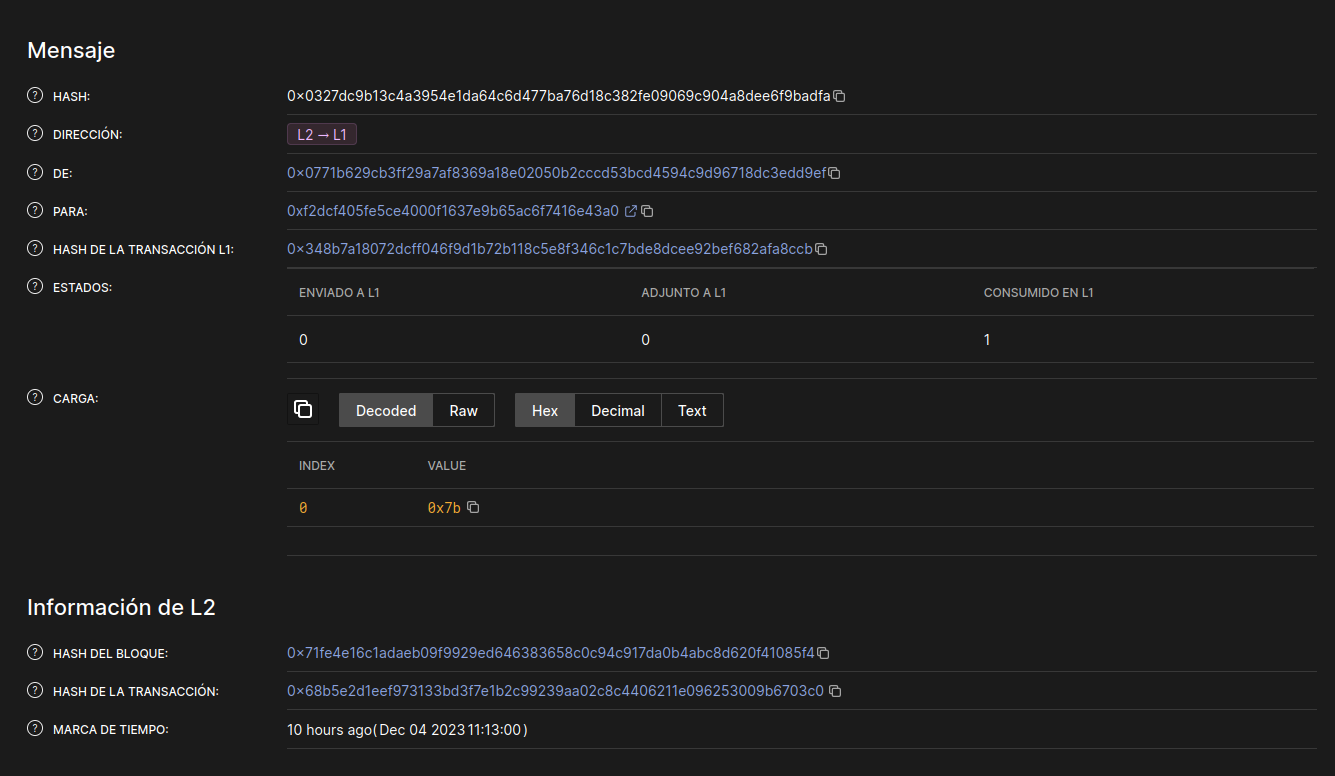 Mensaje
HASH: 0x0327dc9b13c4a3954e1da64c6d477ba76d18c382fe09069c904a8dee6f9badfa
DIRECCIÓN: L2 → L1
DE: 0x0771b629cb3ff29a7af8369a18e02050b2cccd53bcd4594c9d96718dc3edd9ef
PARA: 0xf2dcf405fe5ce4000f1637e9b65ac6f7416e43a0
HASH DE LA TRANSACCIÓN L1: 0x348b7a18072dcff046f9d1b72b118c5e8f346c1c7bde8dcee92bef682afa8ccb
ESTADOS: ENVIADO A L1 ADJUNTO A L1 CONSUMIDO EN L1
0 0 1
CARGA: Decoded Raw Hex Decimal Text
INDEX VALUE
0 0x7b
Información de L2
HASH DEL BLOQUE: 0x71fe4e16c1adaeb09f9929ed646383658c0c94c917da0b4abc8d620f41085f4
HASH DE LA TRANSACCIÓN: 0x68b5e2d1eef973133bd3f7e1b2c99239aa02c8c4406211e096253009b6703c0
MARCA DE TIEMPO: 10 hours ago(Dec 04 2023 11:13:00)